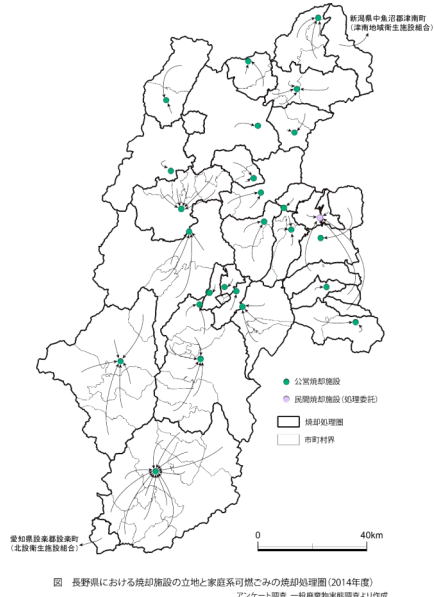 新潟県中魚沼郡津南町
（津南地域衛生施設組合）
公営焼却施設
民間焼却施設（処理委託）
焼却処理圏
市町村界
愛知県設楽郡設楽町
（北設衛生施設組合）
0
40km
図　長野県における焼却施設の立地と家庭系可燃ごみの焼却処理圏（2014年度）
アンケート調査、一般廃棄物実態調査より作成